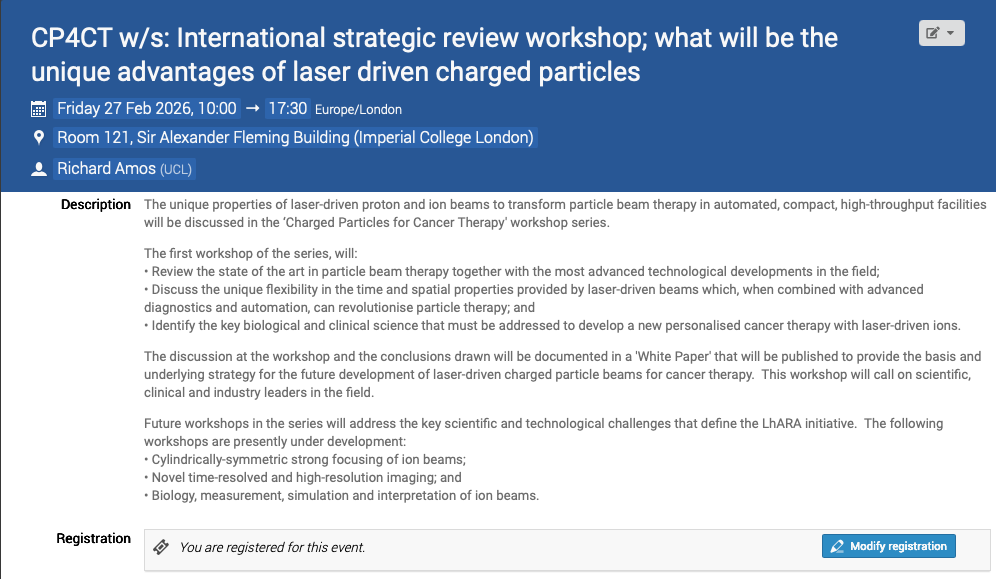 CP4CT w/s: International strategic review workshop; what will be the
unique advantages of laser driven charged particles
Friday 27 Feb 2026, 10:00 → 17:30 Europe/London
Room 121, Sir Alexander Fleming Building (Imperial College London)
Richard Amos (UCL)
Description
The unique properties of laser-driven proton and ion beams to transform particle beam therapy in automated, compact, high-throughput facilities
will be discussed in the ‘Charged Particles for Cancer Therapy' workshop series.
The first workshop of the series, will:
• Review the state of the art in particle beam therapy together with the most advanced technological developments in the field;
• Discuss the unique flexibility in the time and spatial properties provided by laser-driven beams which, when combined with advanced
diagnostics and automation, can revolutionise particle therapy; and
• Identify the key biological and clinical science that must be addressed to develop a new personalised cancer therapy with laser-driven ions.
The discussion at the workshop and the conclusions drawn will be documented in a 'White Paper' that will be published to provide the basis and
underlying strategy for the future development of laser-driven charged particle beams for cancer therapy.  This workshop will call on scientific,
clinical and industry leaders in the field.
Future workshops in the series will address the key scientific and technological challenges that define the LhARA initiative.  The following
workshops are presently under development:
• Cylindrically-symmetric strong focusing of ion beams;
• Novel time-resolved and high-resolution imaging; and
• Biology, measurement, simulation and interpretation of ion beams.
Registration
You are registered for this event.
Modify registration